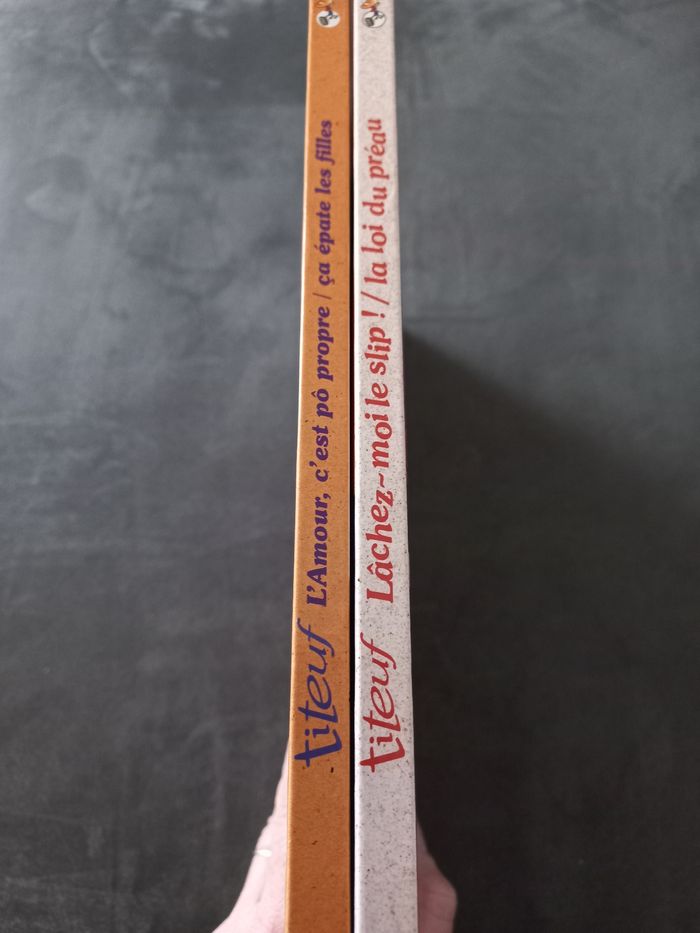 titeuf L'Amour, c'est pô propre / ça épate les filles
titeuf Lâchez-moi le slip ! / la loi du préau